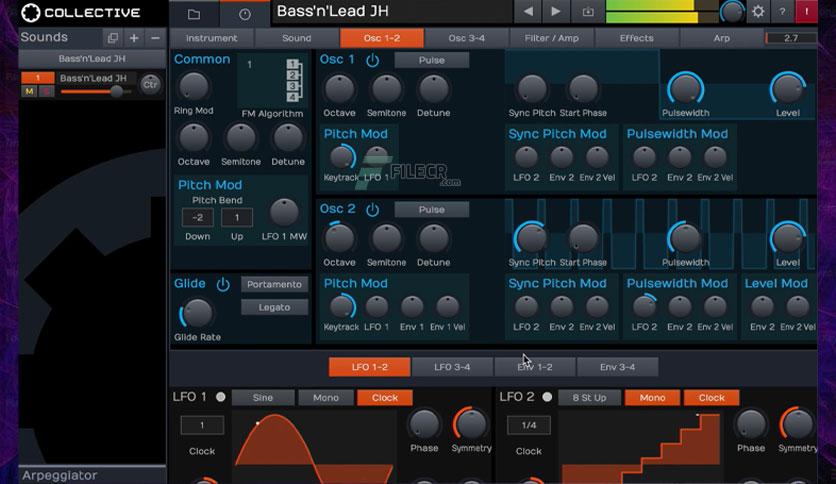 COLLECTIVE
Bass'n'Lead JH
? !
Sounds + −
Instrument Sound Osc 1-2 Osc 3-4 Filter / Amp Effects Arp 2.7
Bass'n'Lead JH
1 Bass'n'Lead JH
M S Ctr
Common
1 1 2 3 4
Ring Mod FM Algorithm
Octave Semitone Detune
Pitch Mod
Pitch Bend
-2 1
Down Up LFO 1 MW
Glide Portamento
Legato
Glide Rate
Osc 1 Pulse
Octave Semitone Detune Sync Pitch Start Phase Pulsewidth Level
Pitch Mod Sync Pitch Mod Pulsewidth Mod
Keytrack LFO 1 LFO 2 Env 2 Env 2 Vel LFO 2 Env 2 Env 2 Vel
FILECR
.com
Osc 2 Pulse
Octave Semitone Detune Sync Pitch Start Phase Pulsewidth Level
Pitch Mod Sync Pitch Mod Pulsewidth Mod Level Mod
Keytrack LFO 1 Env 1 Env 1 Vel LFO 2 Env 2 Env 2 Vel LFO 2 Env 2 Env 2 Vel LFO 2 Env 2
LFO 1-2 LFO 3-4 Env 1-2 Env 3-4
LFO 1 Sine Mono Clock LFO 2 8 St Up Mono Clock
1 1/4
Clock Phase Symmetry Clock Phase Symmetry
Arpeggiator